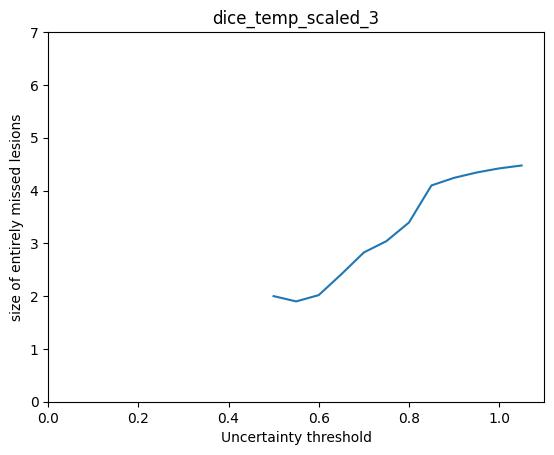 dice_temp_scaled_3
size of entirely missed lesions
7
6
5
4
3
2
1
0
0.0 0.2 0.4 0.6 0.8 1.0
Uncertainty threshold